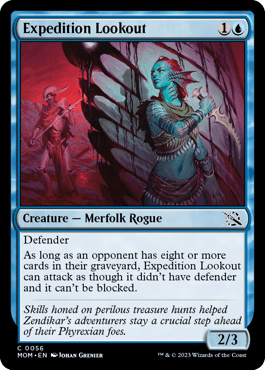 Expedition Lookout 1
Creature — Merfolk Rogue
Defender
As long as an opponent has eight or more
cards in their graveyard, Expedition Lookout
can attack as though it didn't have defender
and it can't be blocked.
Skills honed on perilous treasure hunts helped
Zendikar's adventurers stay a crucial step ahead
of their Phyrexian foes.
2/3
C 0056
MOM • EN Johan Grenier
™ & © 2023 Wizards of the Coast